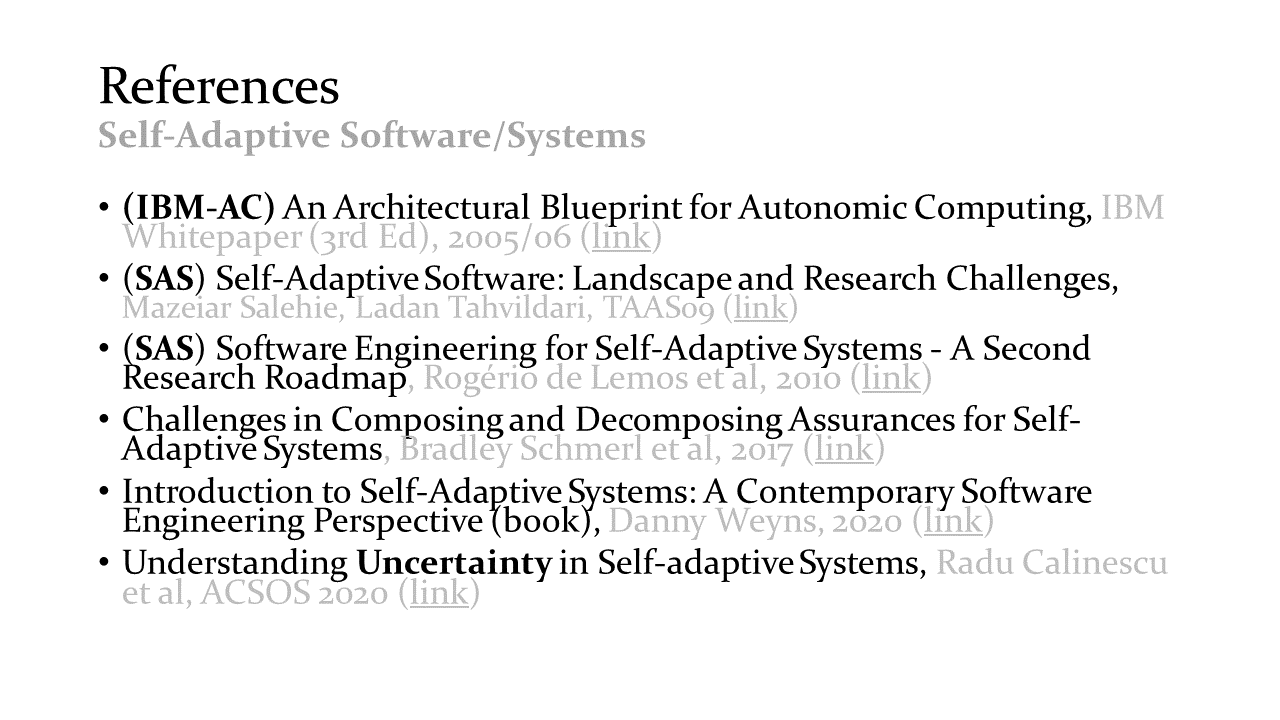 References
Self-Adaptive Software/Systems
• (IBM-AC) An Architectural Blueprint for Autonomic Computing, IBM
Whitepaper (3rd Ed), 2005/06 (link)
• (SAS) Self-Adaptive Software: Landscape and Research Challenges,
Mazeiar Salehie, Ladan Tahvildari, TAAS09 (link)
• (SAS) Software Engineering for Self-Adaptive Systems - A Second
Research Roadmap, Rogério de Lemos et al, 2010 (link)
• Challenges in Composing and Decomposing Assurances for Self-
Adaptive Systems, Bradley Schmerl et al, 2017 (link)
• Introduction to Self-Adaptive Systems: A Contemporary Software
Engineering Perspective (book), Danny Weyns, 2020 (link)
• Understanding Uncertainty in Self-adaptive Systems, Radu Calinescu
et al, ACSOS 2020 (link)